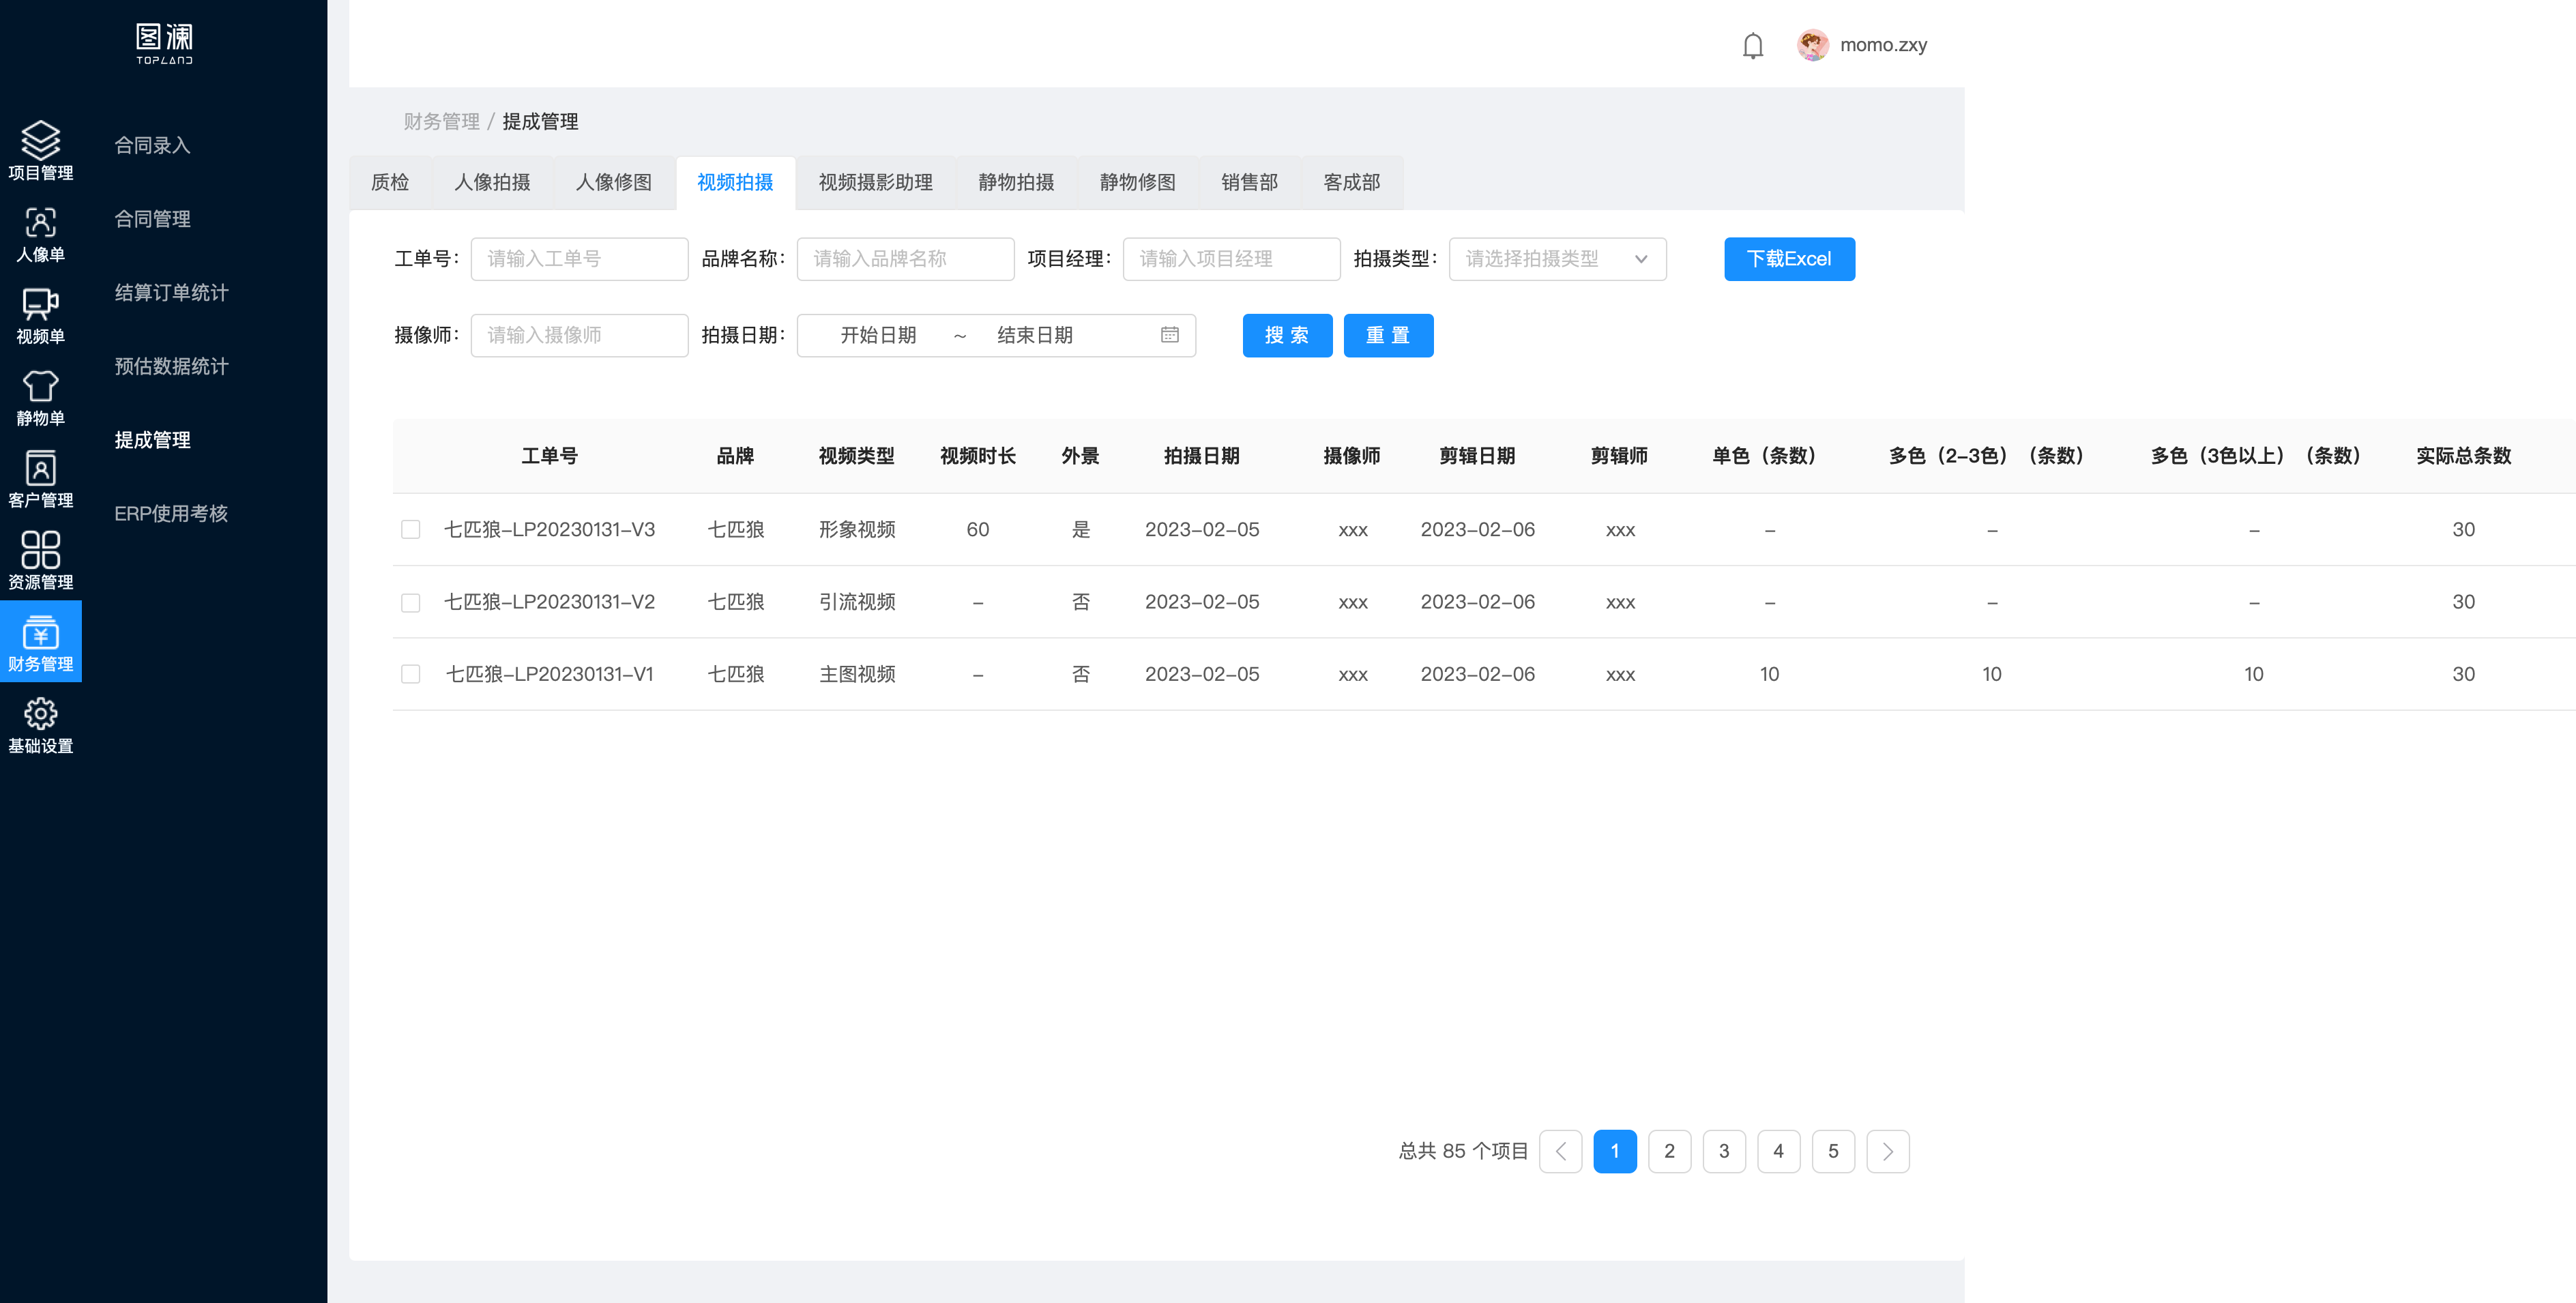 图澜
TOPLAND
momo.zxy
项目管理
人像单
视频单
静物单
客户管理
资源管理
财务管理
基础设置
合同录入
合同管理
结算订单统计
预估数据统计
提成管理
ERP使用考核
财务管理 / 提成管理
质检 人像拍摄 人像修图 视频拍摄 视频摄影助理 静物拍摄 静物修图 销售部 客成部
工单号: 请输入工单号 品牌名称: 请输入品牌名称 项目经理: 请输入项目经理 拍摄类型: 请选择拍摄类型 下载Excel
摄像师: 请输入摄像师 拍摄日期: 开始日期 ~ 结束日期 搜 索 重 置
工单号 品牌 视频类型 视频时长 外景 拍摄日期 摄像师 剪辑日期 剪辑师 单色（条数） 多色（2-3色）（条数） 多色（3色以上）（条数） 实际总条数
七匹狼-LP20230131-V3 七匹狼 形象视频 60 是 2023-02-05 xxx 2023-02-06 xxx - - - 30
七匹狼-LP20230131-V2 七匹狼 引流视频 - 否 2023-02-05 xxx 2023-02-06 xxx - - - 30
七匹狼-LP20230131-V1 七匹狼 主图视频 - 否 2023-02-05 xxx 2023-02-06 xxx 10 10 10 30
总共 85 个项目 1 2 3 4 5